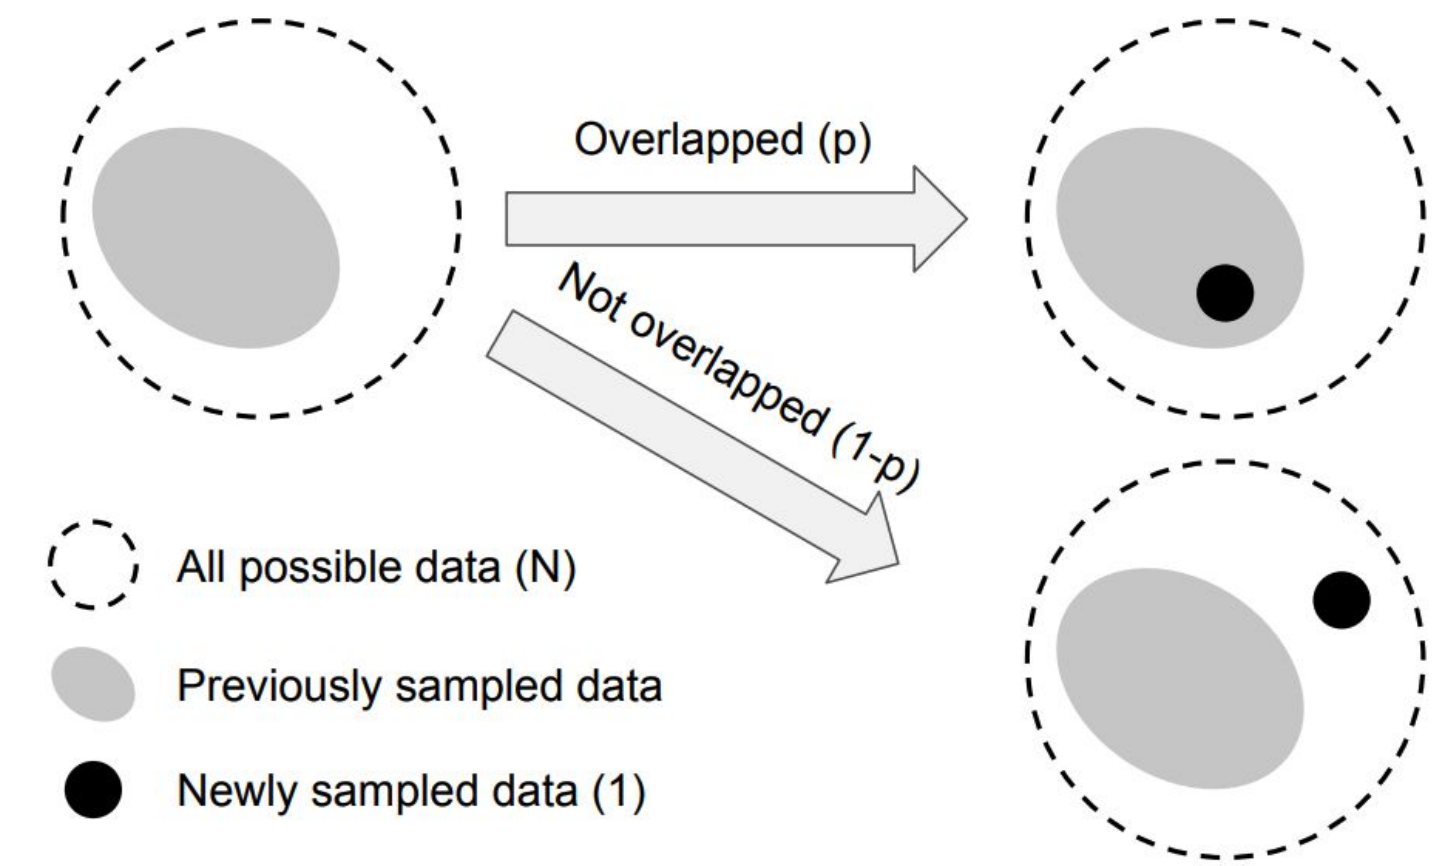 Overlapped (p)
Not overlapped (1-p)
All possible data (N)
Previously sampled data
Newly sampled data (1)